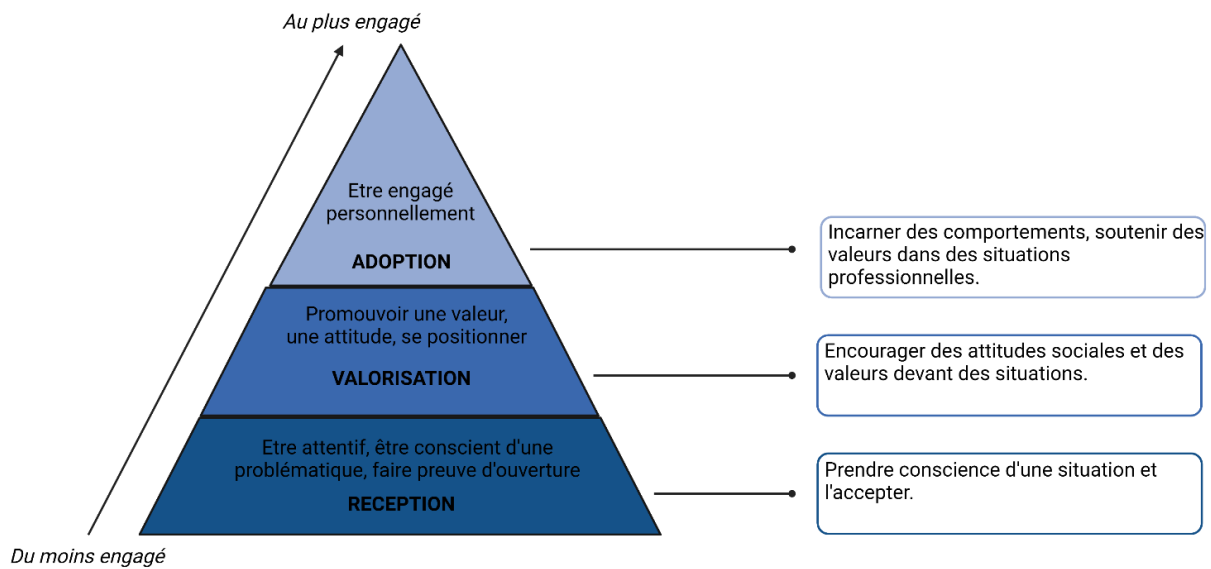 Au plus engagé
Etre engagé
personnellement
ADOPTION
Incarner des comportements, soutenir des
valeurs dans des situations
professionnelles.
Promouvoir une valeur,
une attitude, se positionner
VALORISATION
Encourager des attitudes sociales et des
valeurs devant des situations.
Etre attentif, être conscient d'une
problématique, faire preuve d'ouverture
RECEPTION
Prendre conscience d'une situation et
l'accepter.
Du moins engagé